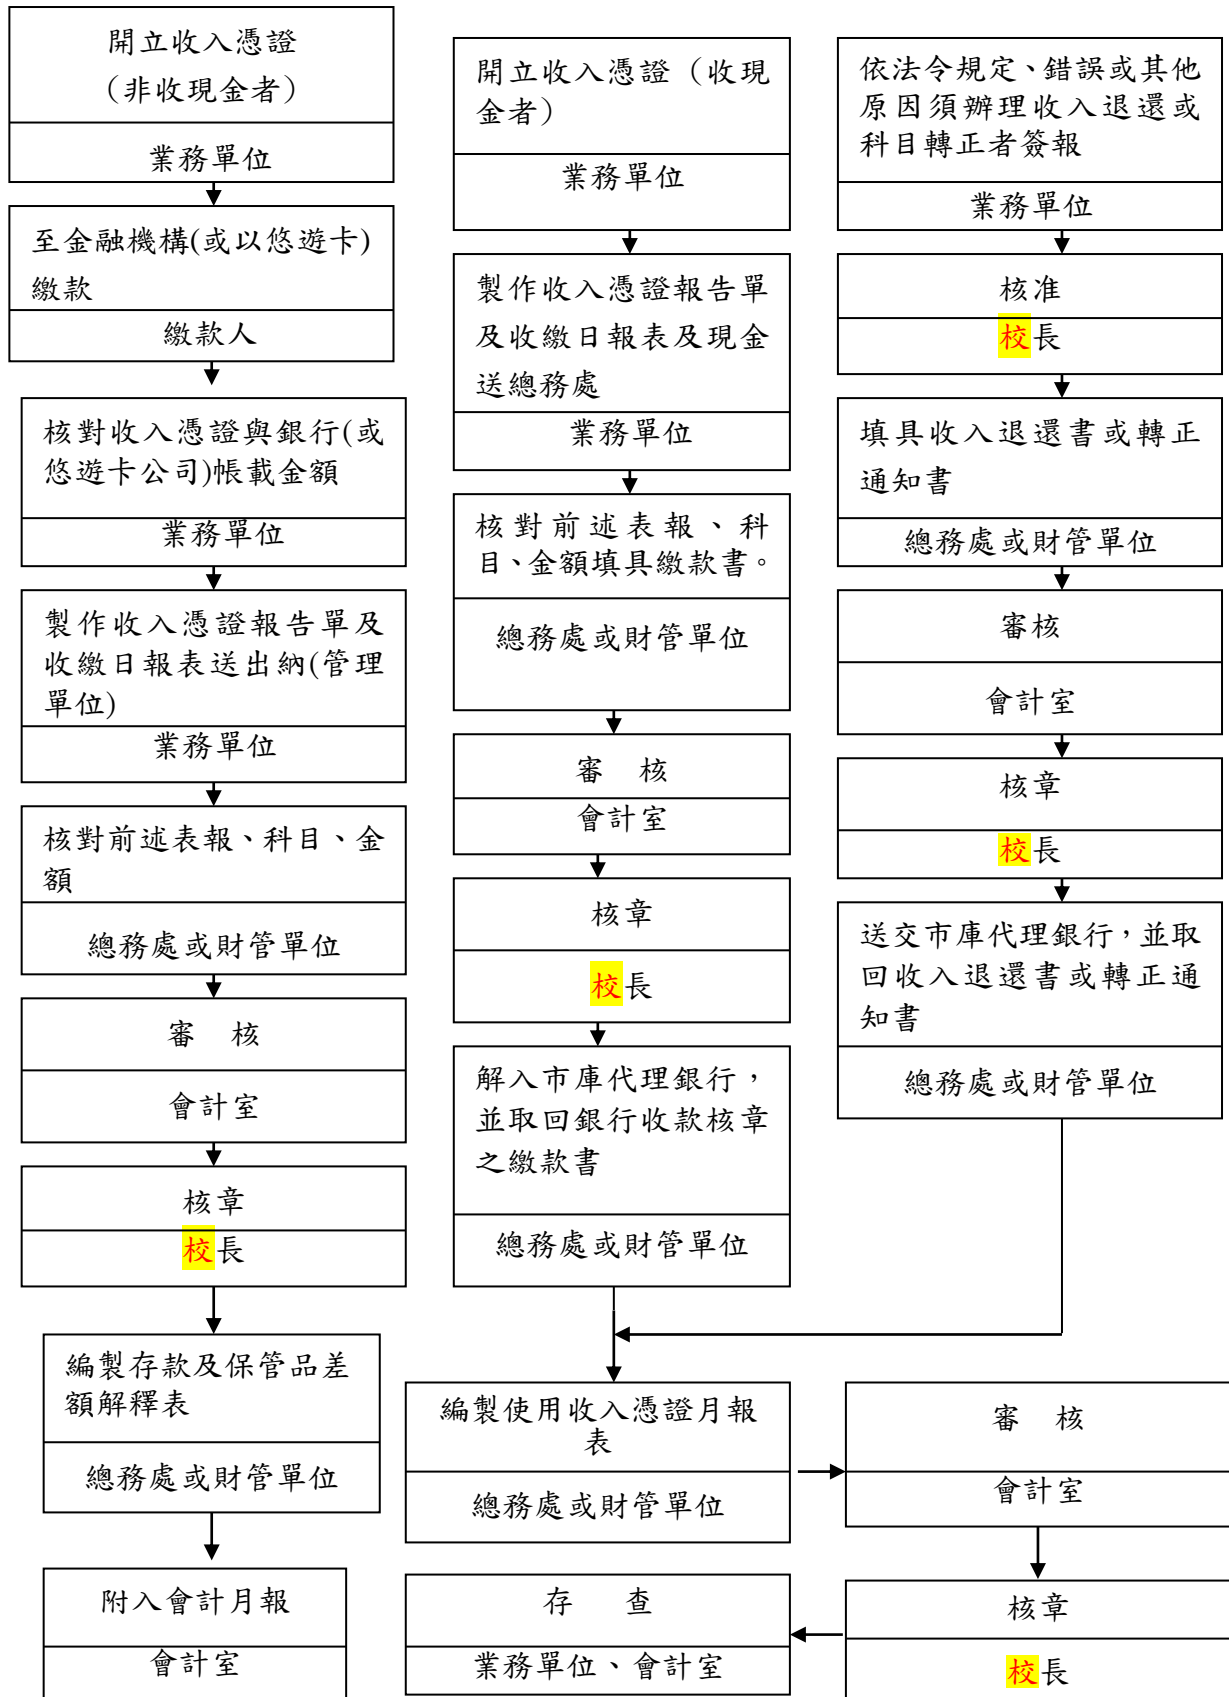 開立收入憑證
（非收現金者）
業務單位
至金融機構(或以悠遊卡)
繳款
繳款人
核對收入憑證與銀行(或
悠遊卡公司)帳載金額
業務單位
製作收入憑證報告單及
收繳日報表送出納(管理
單位)
業務單位
核對前述表報、科目、金
額
總務處或財管單位
審　核
會計室
核章
校長
編製存款及保管品差
額解釋表
總務處或財管單位
附入會計月報
會計室
開立收入憑證（收現
金者）
業務單位
製作收入憑證報告單
及收繳日報表及現金
送總務處
業務單位
核對前述表報、科
目、金額填具繳款書。
總務處或財管單位
審　核
會計室
核章
校長
解入市庫代理銀行，
並取回銀行收款核章
之繳款書
總務處或財管單位
依法令規定、錯誤或其他
原因須辦理收入退還或
科目轉正者簽報
業務單位
核准
校長
填具收入退還書或轉正
通知書
總務處或財管單位
審核
會計室
核章
校長
送交市庫代理銀行，並取
回收入退還書或轉正通
知書
總務處或財管單位
編製使用收入憑證月報
表
總務處或財管單位
審　核
會計室
核章
校長
存　查
業務單位、會計室